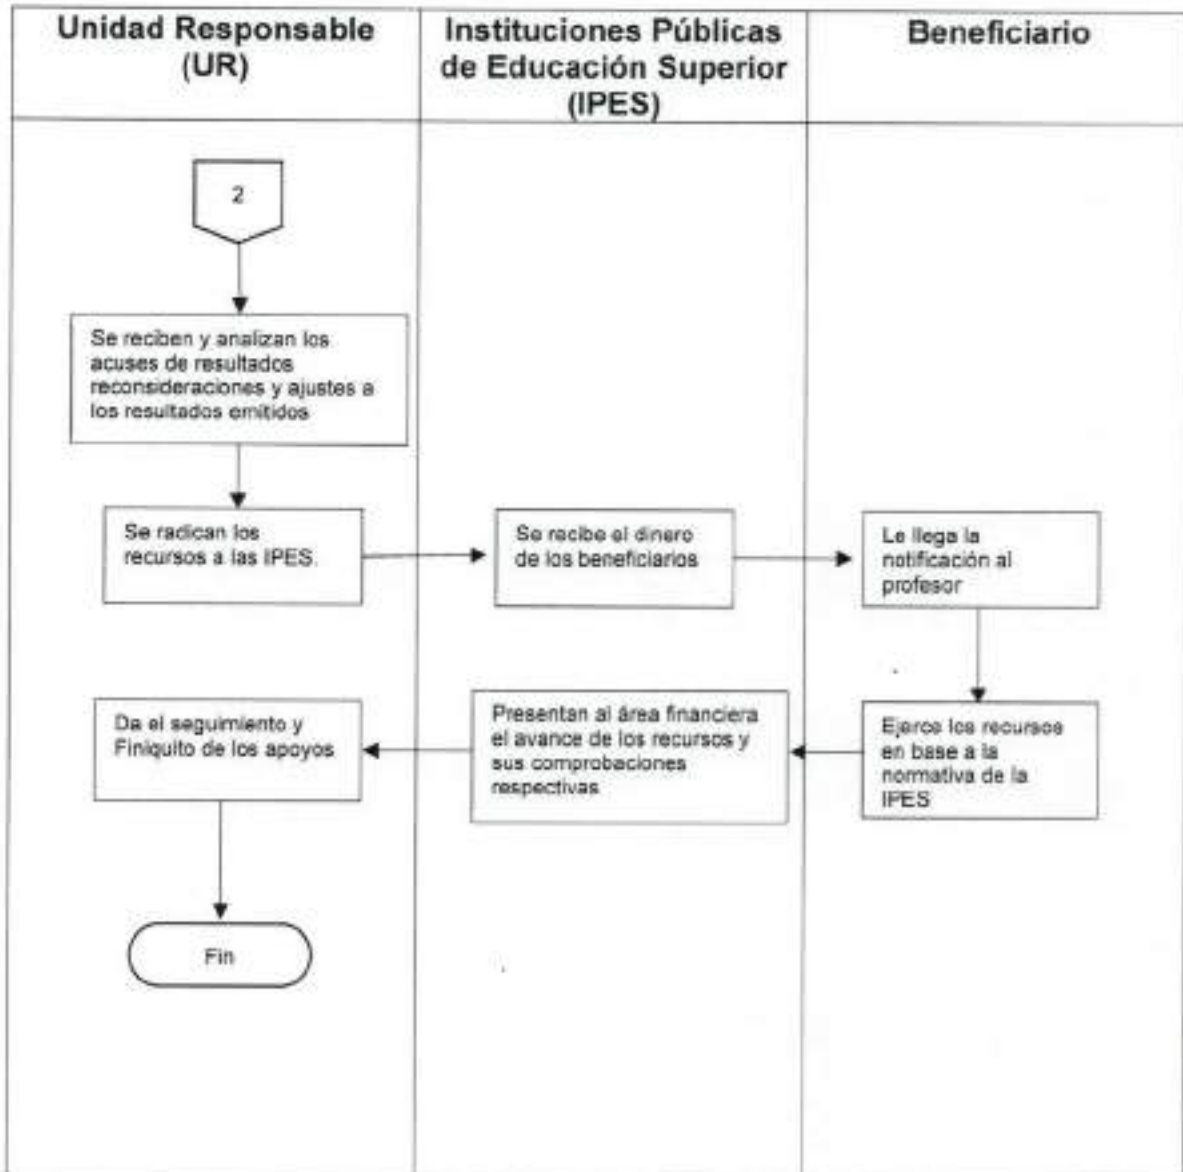 Unidad Responsable
(UR)
Instituciones Públicas
de Educación Superior
(IPES)
Beneficiario
2
Se reciben y analizan los
acuses de resultados
reconsideraciones y ajustes a
los resultados emitidos
Se radican los
recursos a las IPES.
Se recibe el dinero
de los beneficiarios
Le llega la
notificación al
profesor
Ejerce los recursos
en base a la
normativa de la
IPES
Presentan al área financiera
el avance de los recursos y
sus comprobaciones
respectivas
Da el seguimiento y
Finiquito de los apoyos
Fin